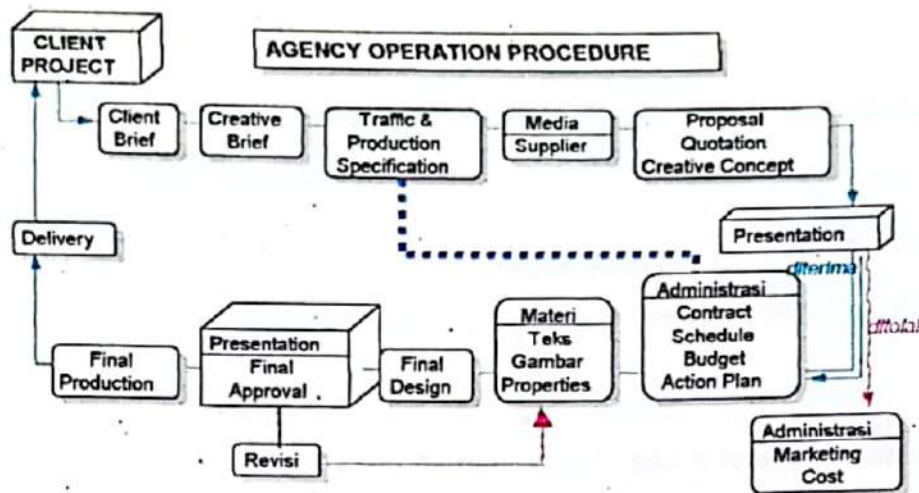 CLIENT
PROJECT
AGENCY OPERATION PROCEDURE
Client
Brief
Creative
Brief
Traffic &
Production
Specification
Media
Supplier
Proposal
Quotation
Creative Concept
Presentation
diterima
ditolak
Administrasi
Contract
Schedule
Budget
Action Plan
Administrasi
Marketing
Cost
Materi
Teks
Gambar
Properties
Final
Design
Presentation
Final
Approval
Revisi
Final
Production
Delivery